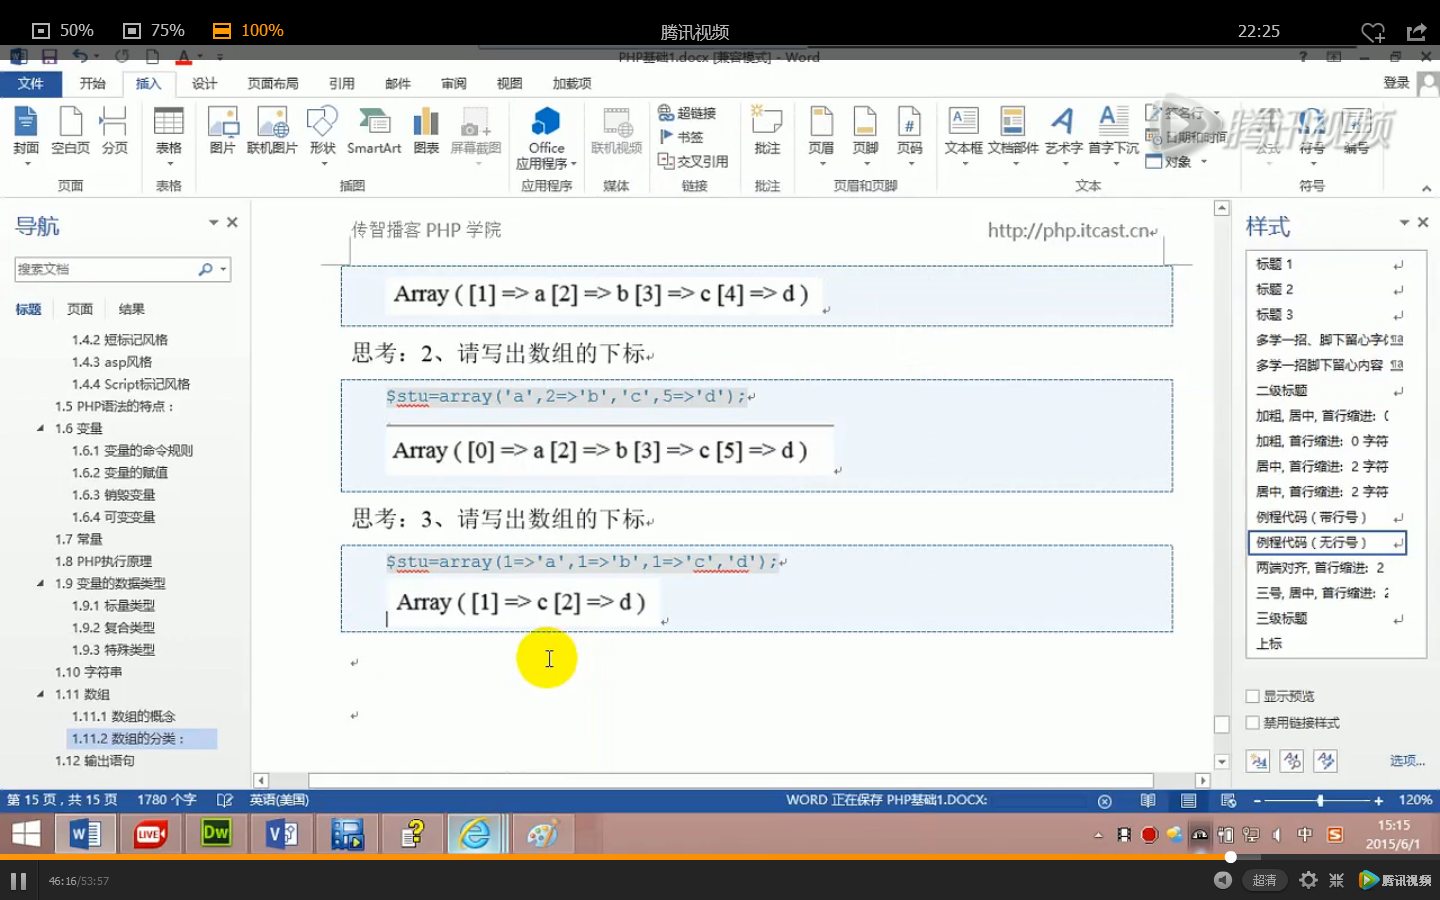 50% 75% 100% 腾讯视频 22:25
PHP基础1.docx [兼容模式] - Word
文件 开始 插入 设计 页面布局 引用 邮件 审阅 视图 加载项 登录
封面 空白页 分页 表格 图片 联机图片 形状 SmartArt 图表 屏幕截图 Office 应用程序 联机视频 超链接 书签 交叉引用 批注 页眉 页脚 页码 文本框 文档部件 艺术字 首字下沉 签名行 日期和时间 对象 公式 符号 编号
腾讯视频
页面 表格 插图 应用程序 媒体 链接 批注 页眉和页脚 文本 符号
导航
搜索文档
标题 页面 结果
1.4.2 短标记风格
1.4.3 asp风格
1.4.4 Script标记风格
1.5 PHP语法的特点：
1.6 变量
1.6.1 变量的命令规则
1.6.2 变量的赋值
1.6.3 销毁变量
1.6.4 可变变量
1.7 常量
1.8 PHP执行原理
1.9 变量的数据类型
1.9.1 标量类型
1.9.2 复合类型
1.9.3 特殊类型
1.10 字符串
1.11 数组
1.11.1 数组的概念
1.11.2 数组的分类：
1.12 输出语句
传智播客 PHP 学院 http://php.itcast.cn
Array ( [1] => a [2] => b [3] => c [4] => d )
思考：2、请写出数组的下标
$stu=array('a',2=>'b','c',5=>'d');
Array ( [0] => a [2] => b [3] => c [5] => d )
思考：3、请写出数组的下标
$stu=array(1=>'a',1=>'b',1=>'c','d');
Array ( [1] => c [2] => d )
样式
标题 1
标题 2
标题 3
多学一招、脚下留心字
多学一招脚下留心内容
二级标题
加粗, 居中, 首行缩进:
加粗, 首行缩进: 0 字符
居中, 首行缩进: 2 字符
居中, 首行缩进: 2 字符
例程代码（带行号）
例程代码（无行号）
两端对齐, 首行缩进: 2
三号, 居中, 首行缩进: 2
三级标题
上标
显示预览
禁用链接样式
选项...
第 15 页，共 15 页 1780 个字 英语(美国) WORD 正在保存 PHP基础1.DOCX: 120%
LIVE Dw 中 S
15:15
2015/6/1
46:16/53:57 超清 腾讯视频